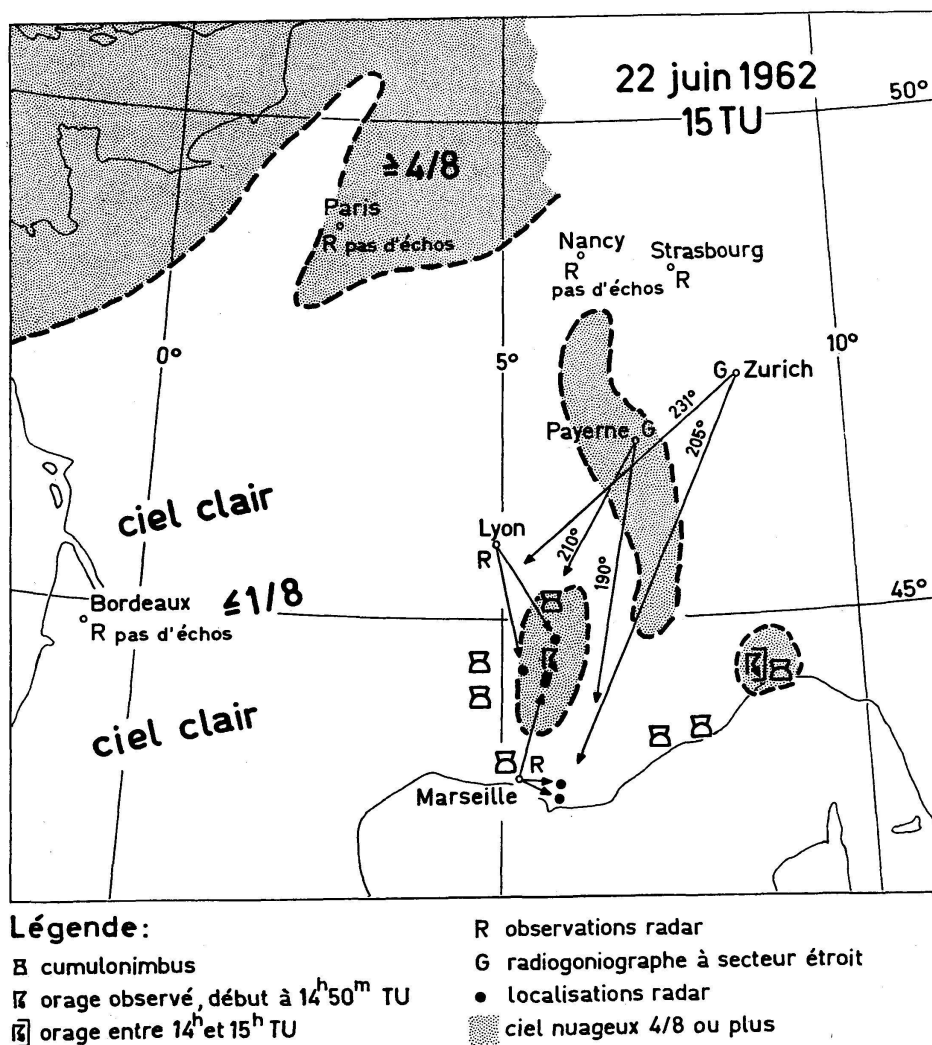 22 juin 1962
15 TU
50°
≥ 4/8
Paris
R pas d'échos
Nancy
R
pas d'échos
Strasbourg
R
0°
5°
10°
G Zurich
231°
205°
Payerne G
ciel clair
Lyon
R
210°
190°
Bordeaux
R pas d'échos
≤ 1/8
45°
ciel clair
R
Marseille
Légende:
cumulonimbus
orage observé, début à 14h50m TU
orage entre 14h et 15h TU
R observations radar
G radiogoniographe à secteur étroit
● localisations radar
ciel nuageux 4/8 ou plus